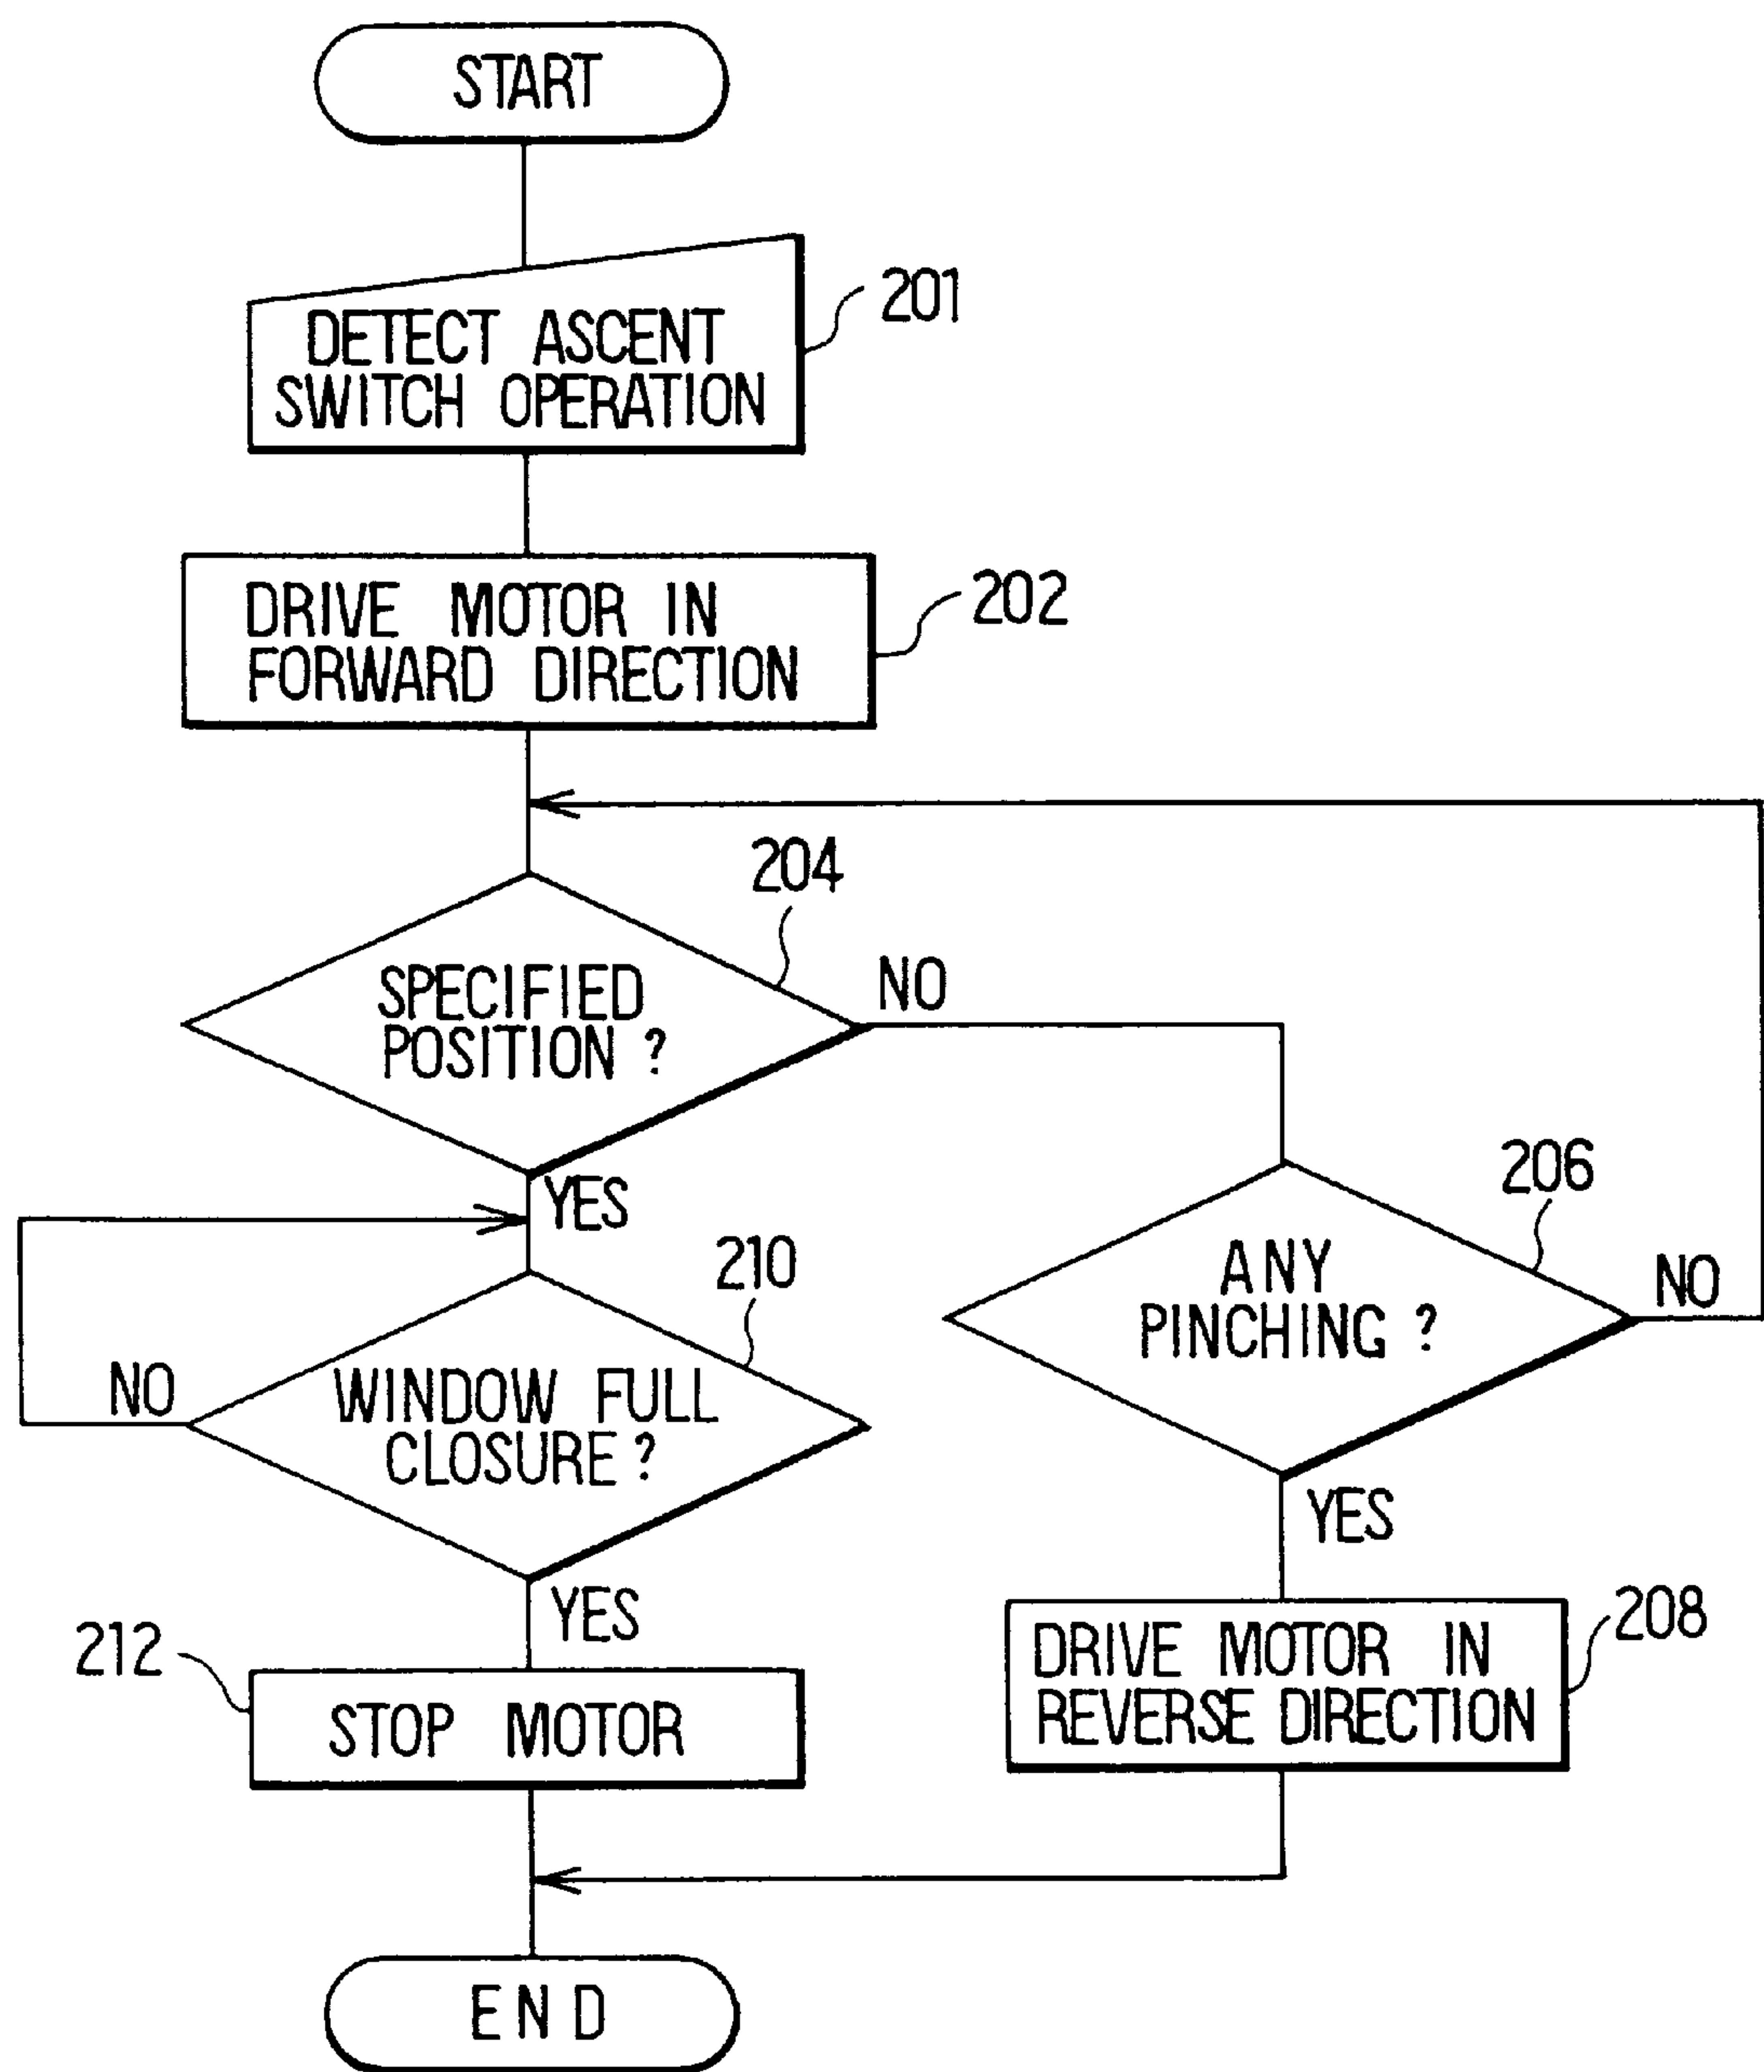 START
DETECT ASCENT
SWITCH OPERATION
201
DRIVE MOTOR IN
FORWARD DIRECTION
202
204
SPECIFIED
POSITION ?
NO
YES
206
ANY
PINCHING ?
NO
210
WINDOW FULL
CLOSURE ?
NO
YES
YES
212
STOP MOTOR
DRIVE MOTOR IN
REVERSE DIRECTION
208
END